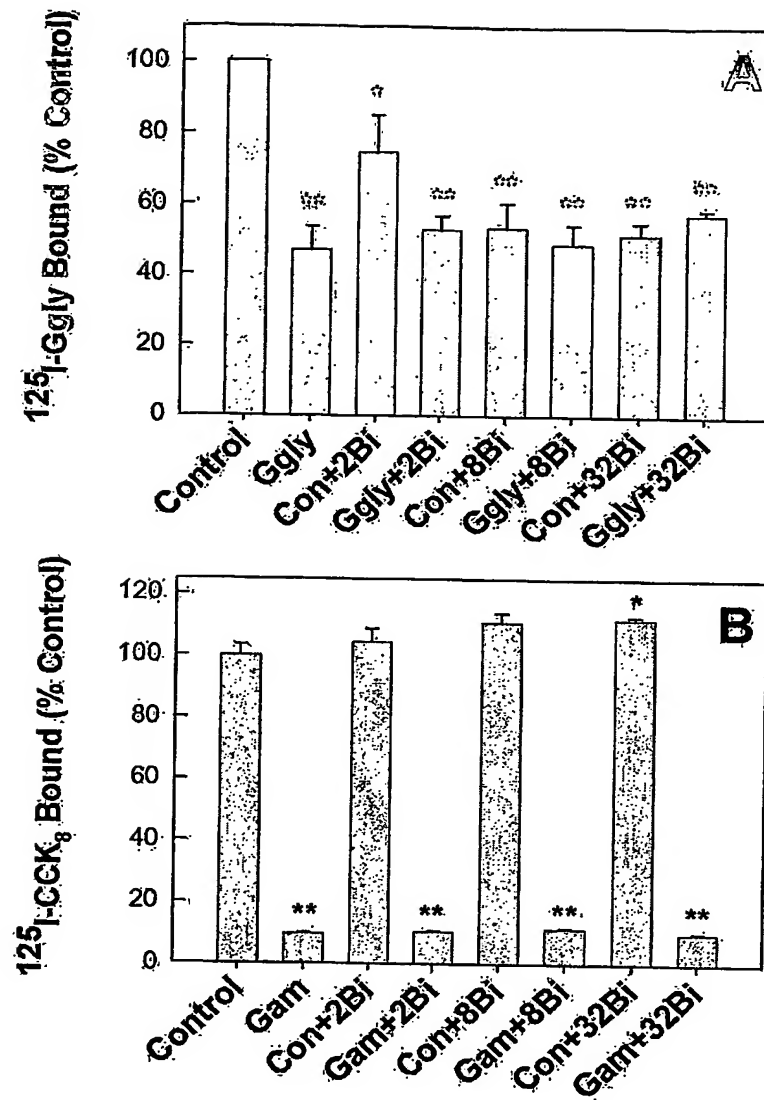 A
¹²⁵I-Ggly Bound (% Control)
100
80
60
40
20
0
*
**
**
**
**
**
**
Control
Ggly
Con+2Bi
Ggly+2Bi
Con+8Bi
Ggly+8Bi
Con+32Bi
Ggly+32Bi
B
¹²⁵I-CCK₈ Bound (% Control)
120
100
80
60
40
20
0
**
**
**
*
**
Control
Gam
Con+2Bi
Gam+2Bi
Con+8Bi
Gam+8Bi
Con+32Bi
Gam+32Bi